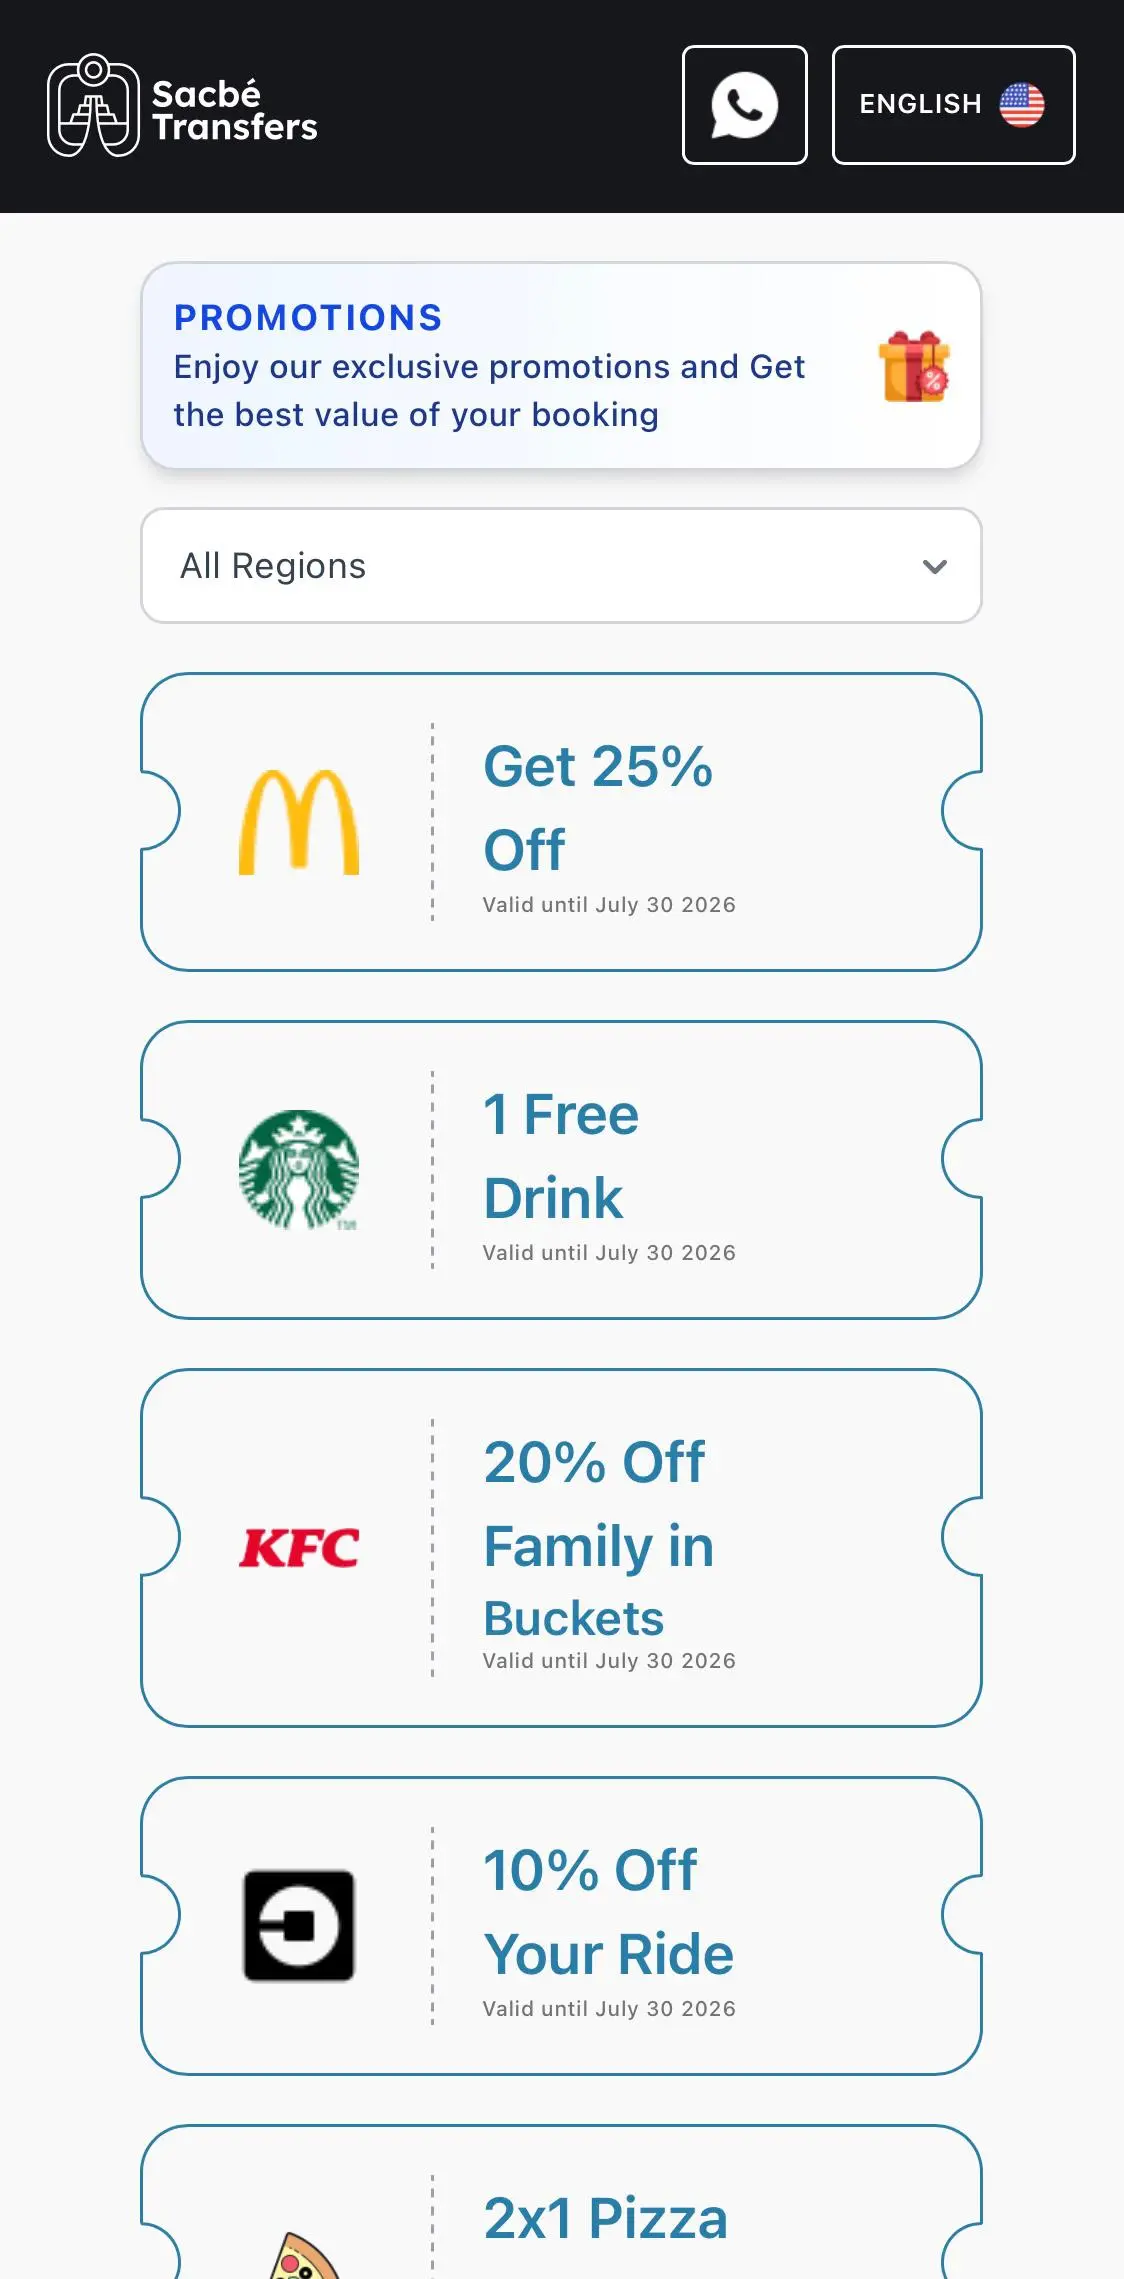 Sacbé
Transfers
ENGLISH
PROMOTIONS
Enjoy our exclusive promotions and Get
the best value of your booking
All Regions
Get 25%
Off
Valid until July 30 2026
1 Free
Drink
Valid until July 30 2026
TM
KFC
20% Off
Family in
Buckets
Valid until July 30 2026
10% Off
Your Ride
Valid until July 30 2026
2x1 Pizza